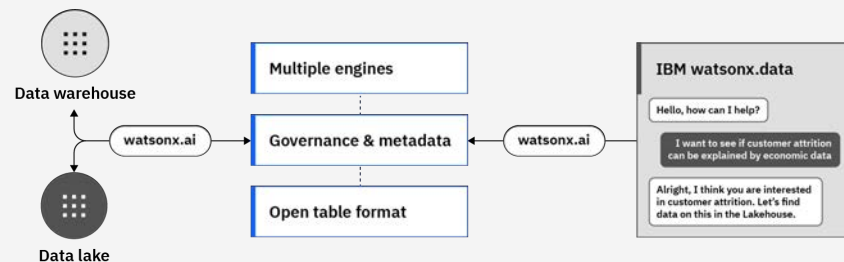 Data warehouse
Data lake
watsonx.ai
Multiple engines
Governance & metadata
Open table format
watsonx.ai
IBM watsonx.data
Hello, how can I help?
I want to see if customer attrition
can be explained by economic data
Alright, I think you are interested
in customer attrition. Let's find
data on this in the Lakehouse.